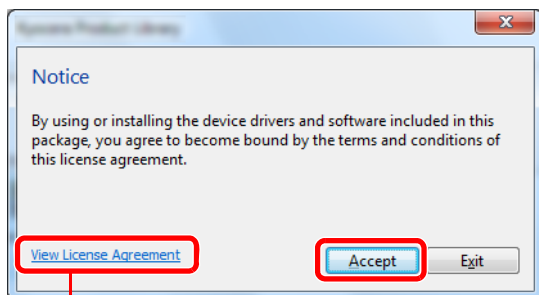 Notice
By using or installing the device drivers and software included in this
package, you agree to become bound by the terms and conditions of
this license agreement.
View License Agreement
Accept
Exit